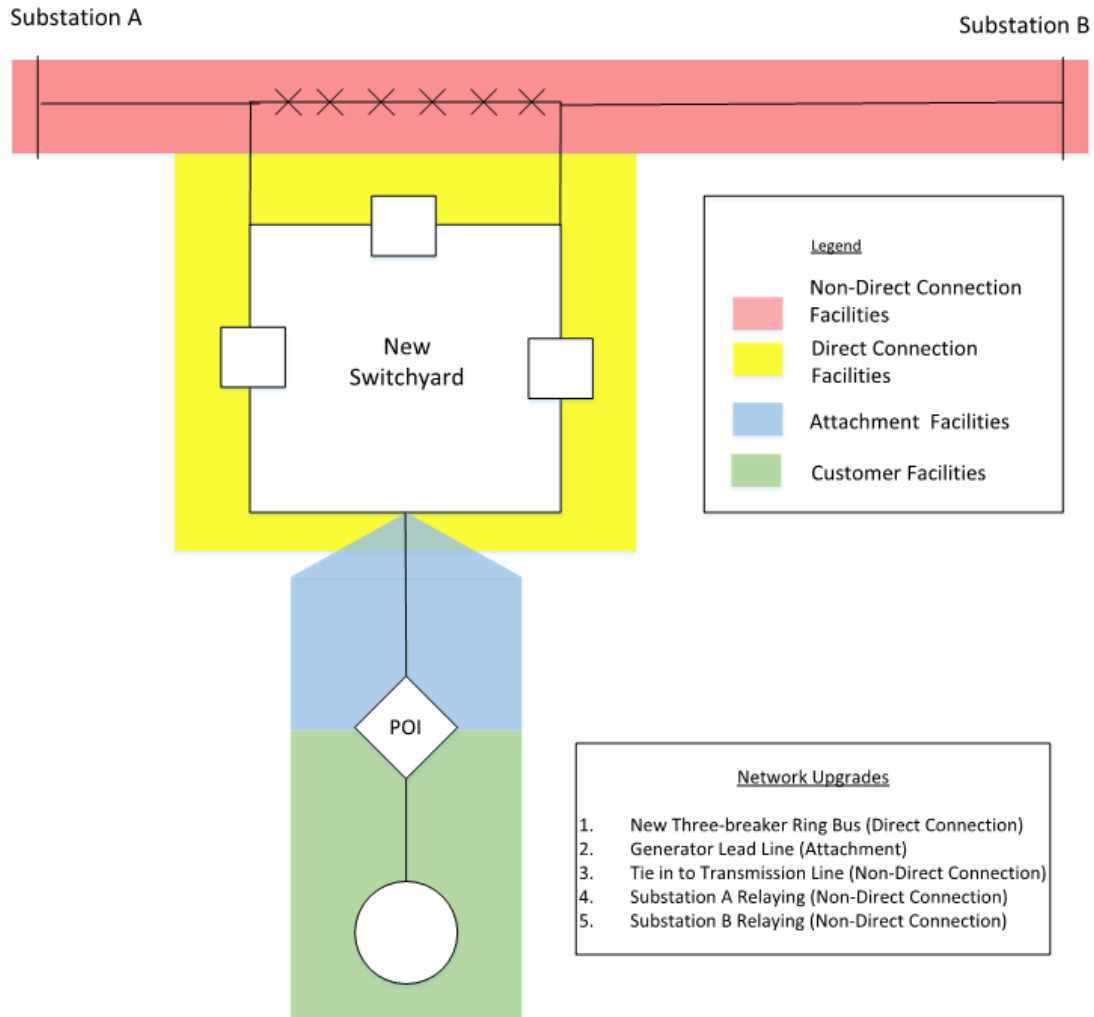 Substation A
Substation B
Legend
Non-Direct Connection
Facilities
Direct Connection
Facilities
Attachment Facilities
Customer Facilities
New
Switchyard
POI
Network Upgrades
1. New Three-breaker Ring Bus (Direct Connection)
2. Generator Lead Line (Attachment)
3. Tie in to Transmission Line (Non-Direct Connection)
4. Substation A Relaying (Non-Direct Connection)
5. Substation B Relaying (Non-Direct Connection)